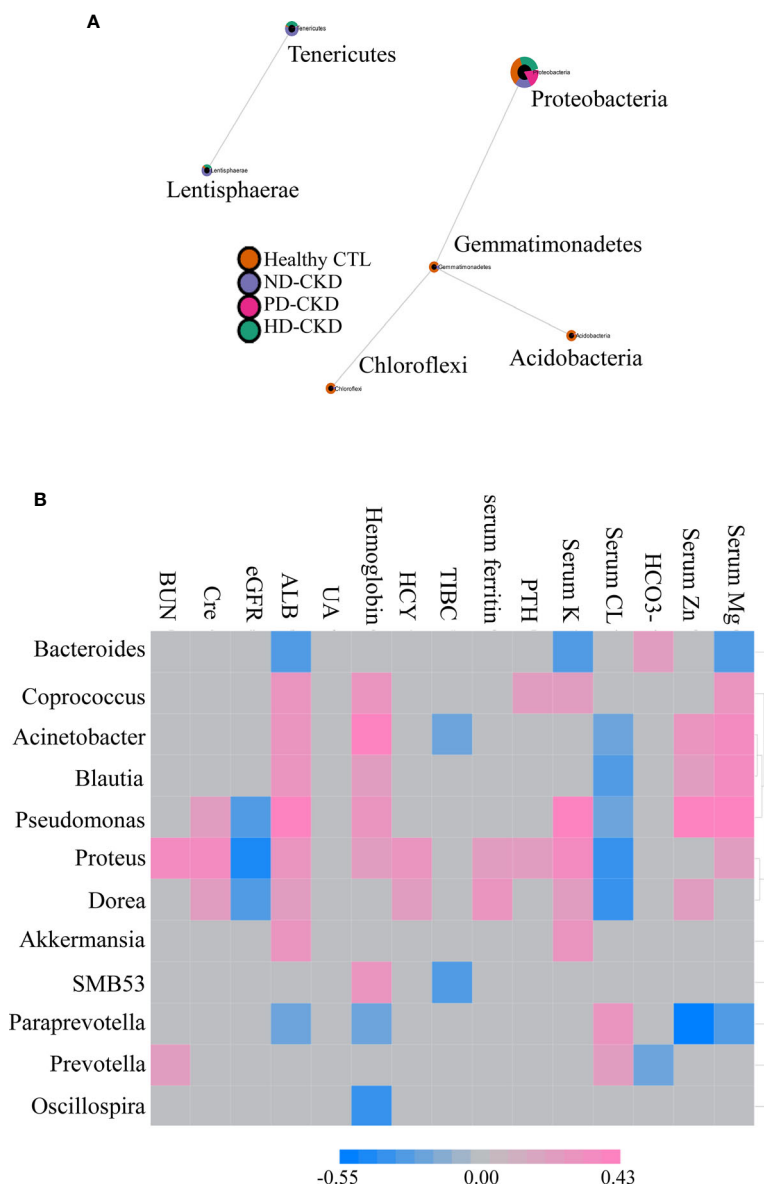 A
Tenericutes
Tenericutes
Proteobacteria
Proteobacteria
Lentisphaerae
Lentisphaerae
Gemmatimonadetes
Gemmatimonadetes
Healthy CTL
ND-CKD
PD-CKD
HD-CKD
Acidobacteria
Acidobacteria
Chloroflexi
Chloroflexi
B
BUN
Cre
eGFR
ALB
UA
Hemoglobin
HCY
TIBC
serum ferritin
PTH
Serum K
Serum CL
HCO3-
Serum Zn
Serum Mg
Bacteroides
Coprococcus
Acinetobacter
Blautia
Pseudomonas
Proteus
Dorea
Akkermansia
SMB53
Paraprevotella
Prevotella
Oscillospira
-0.55 0.00 0.43